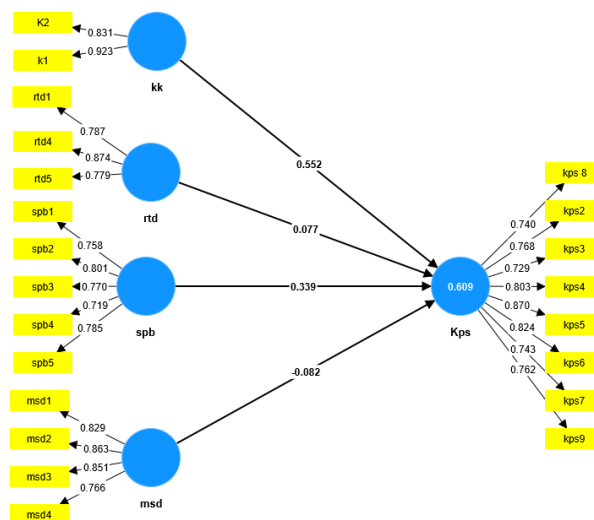 K2
0.831
k1
0.923
kk
rtd1
0.787
rtd4
0.874
rtd5
0.779
rtd
spb1
0.758
spb2
0.801
spb3
0.770
spb4
0.719
spb5
0.785
spb
msd1
0.829
msd2
0.863
msd3
0.851
msd4
0.766
msd
0.552
0.077
0.339
-0.082
0.609
Kps
kps 8
0.740
kps2
0.768
kps3
0.729
kps4
0.803
kps5
0.870
kps6
0.824
kps7
0.743
kps9
0.762